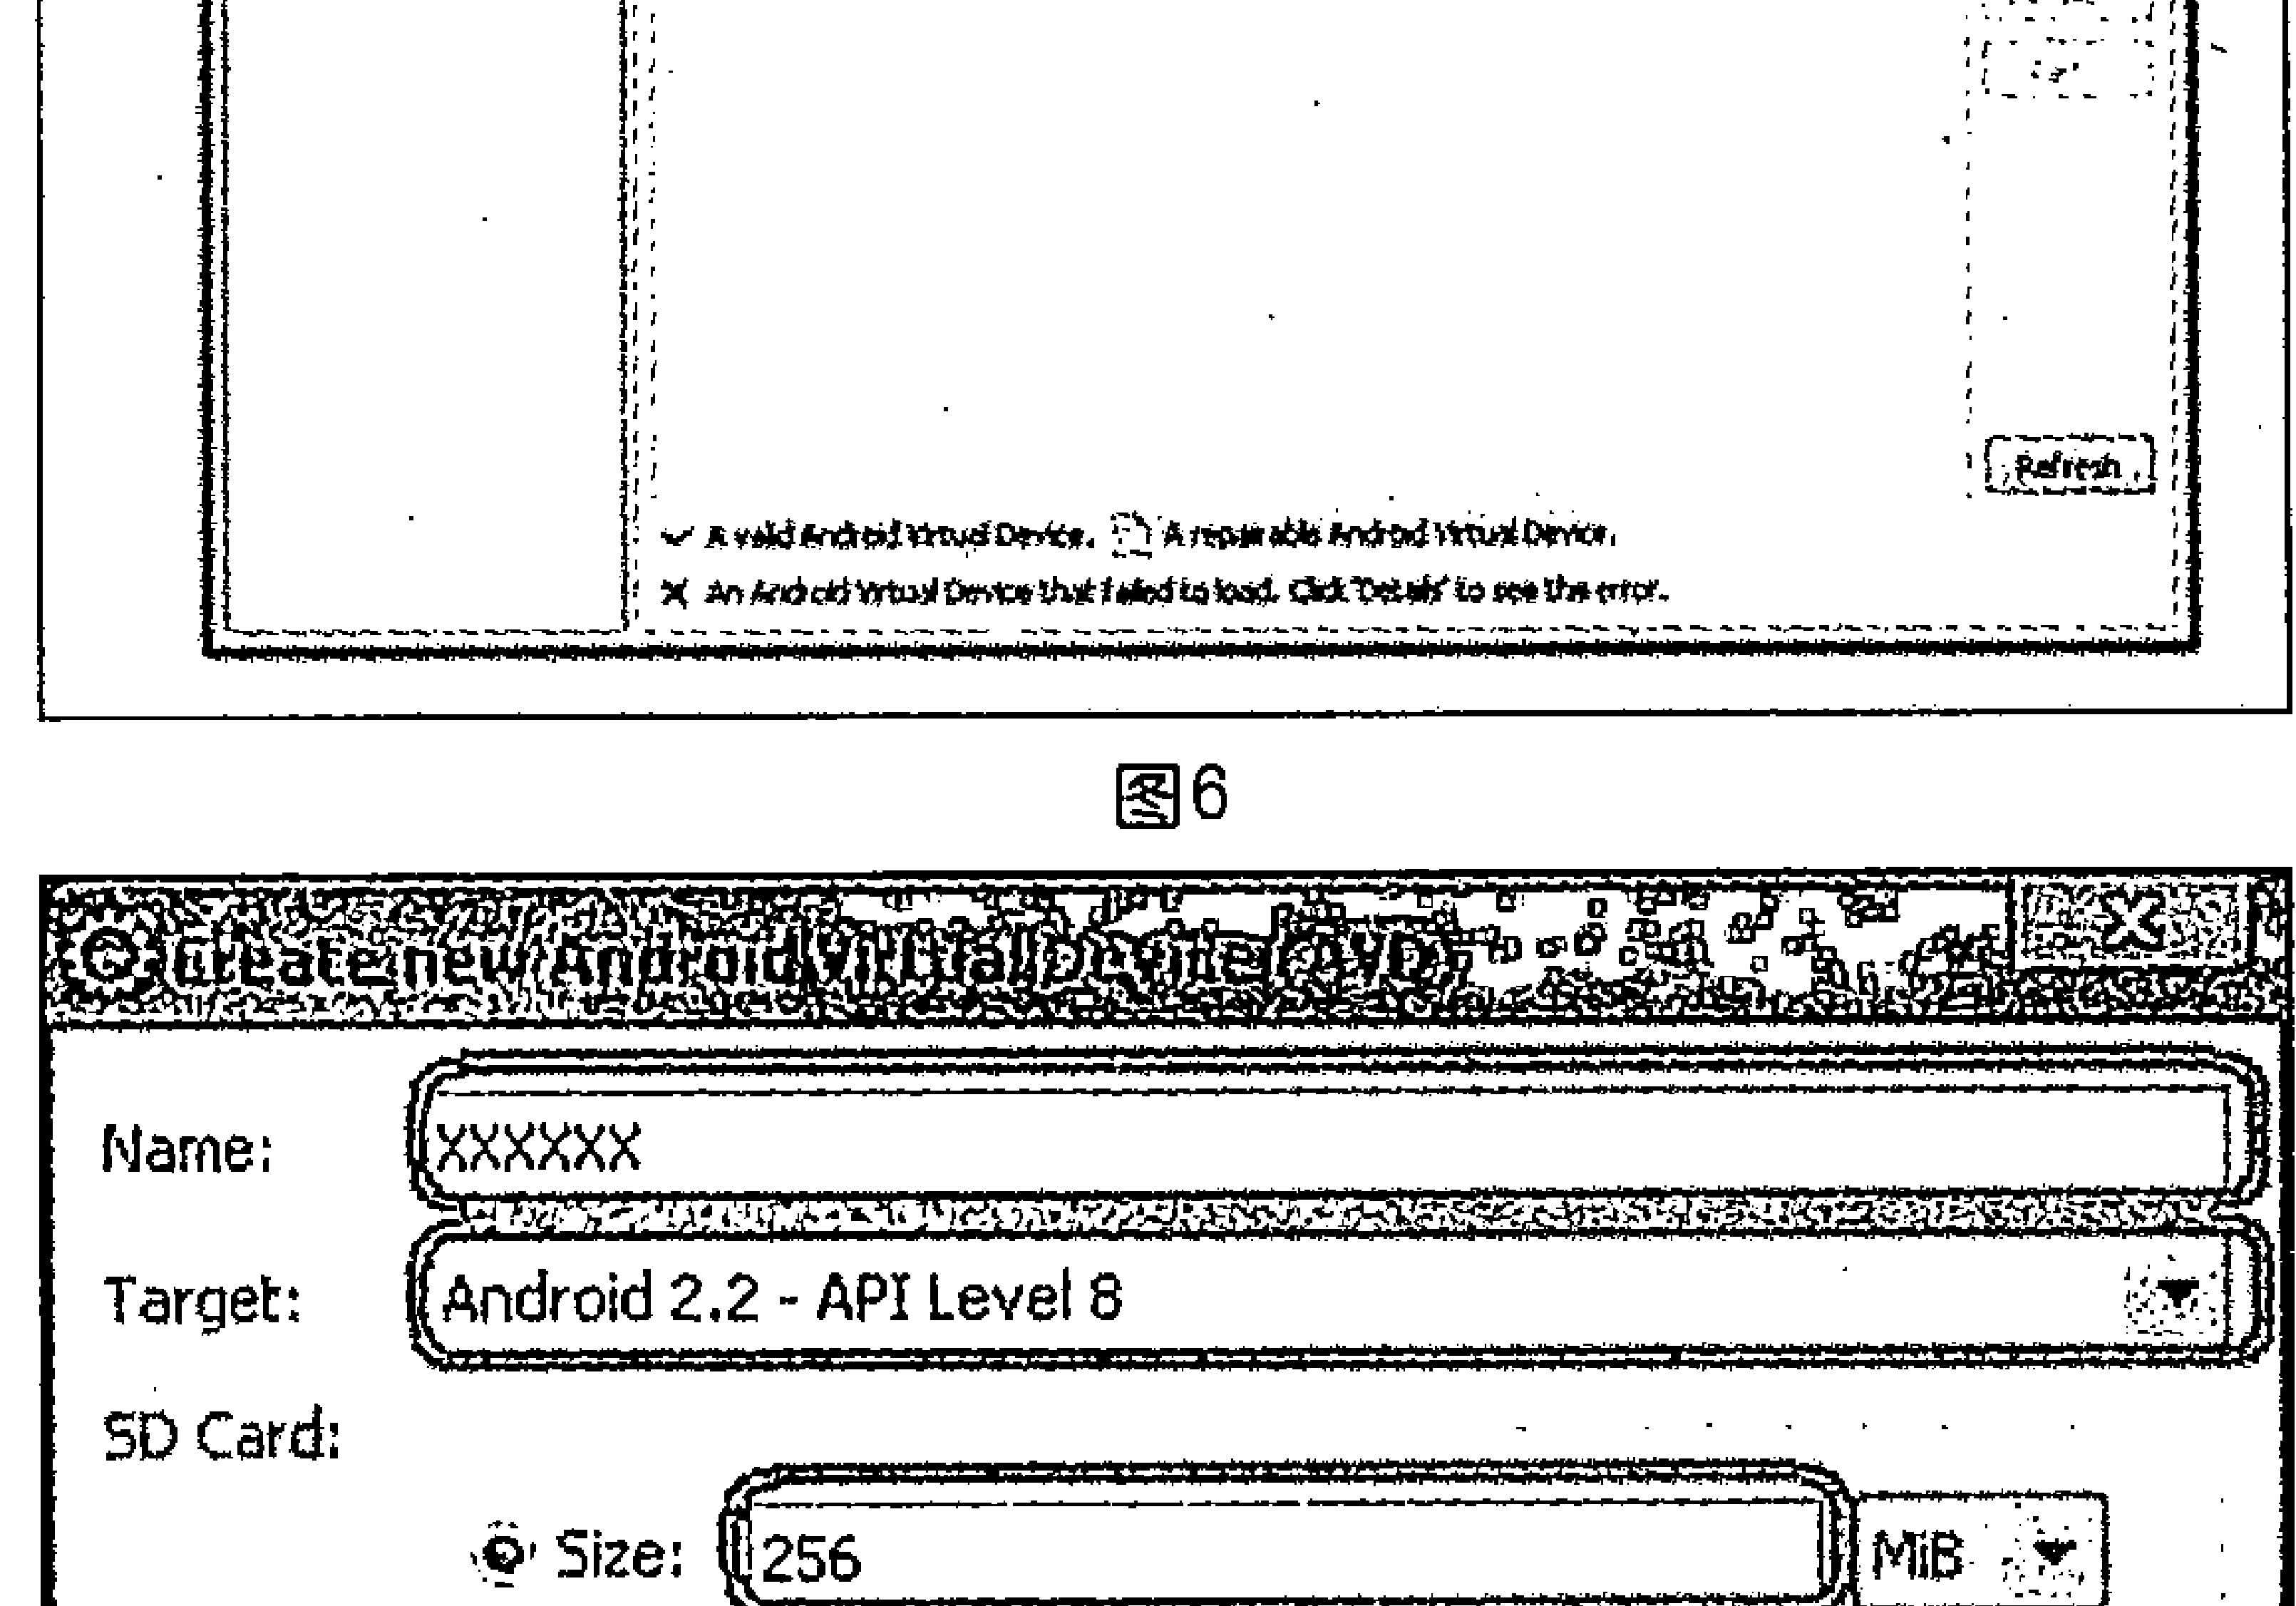 Refresh
A valid Android Virtual Device. A repairable Android Virtual Device.
An Android Virtual Device that failed to load. Click 'Details' to see the error.
图6
Create new Android Virtual Device (AVD)
Name: XXXXXX
Target: Android 2.2 - API Level 8
SD Card:
Size: 256 MiB